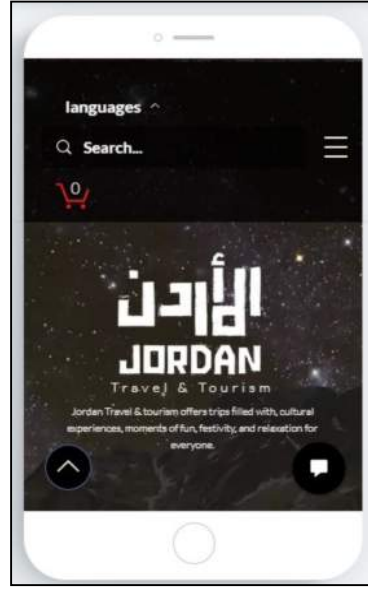 languages
Search...
0
الأردن
JORDAN
Travel & Tourism
Jordan Travel & tourism offers trips filled with, cultural
experiences, moments of fun, festivity, and relaxation for
everyone.